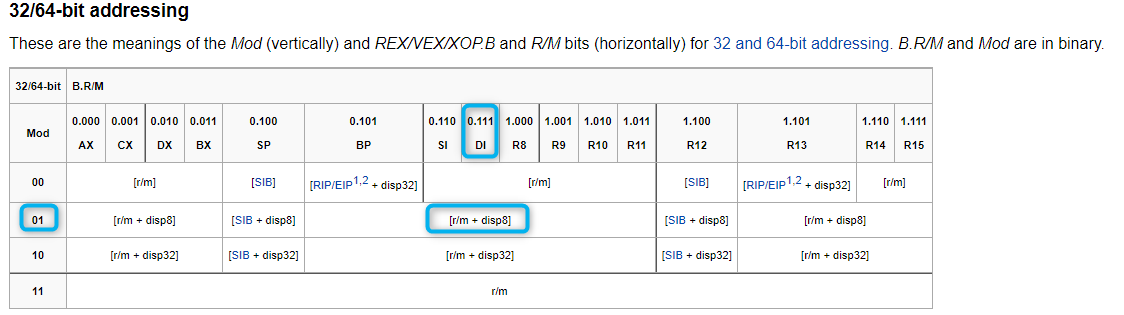 32/64-bit addressing
These are the meanings of the Mod (vertically) and REX/VEX/XOP.B and R/M bits (horizontally) for 32 and 64-bit addressing. B.R/M and Mod are in binary.
32/64-bit B.R/M
Mod 0.000 0.001 0.010 0.011 0.100 0.101 0.110 0.111 1.000 1.001 1.010 1.011 1.100 1.101 1.110 1.111
AX CX DX BX SP BP SI DI R8 R9 R10 R11 R12 R13 R14 R15
00 [r/m] [SIB] [RIP/EIP1,2 + disp32] [r/m] [SIB] [RIP/EIP1,2 + disp32] [r/m]
01 [r/m + disp8] [SIB + disp8] [r/m + disp8] [SIB + disp8] [r/m + disp8]
10 [r/m + disp32] [SIB + disp32] [r/m + disp32] [SIB + disp32] [r/m + disp32]
11 r/m